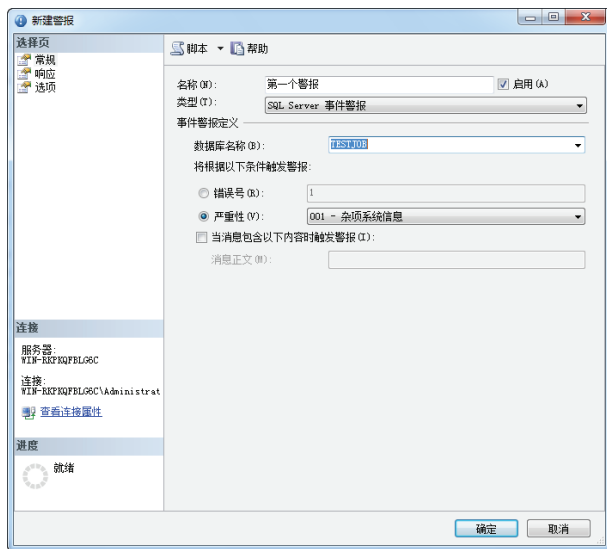 新建警报
选择页
常规
响应
选项
脚本 帮助
名称(N): 第一个警报 启用(A)
类型(T): SQL Server 事件警报
事件警报定义
数据库名称(B): TESTJOB
将根据以下条件触发警报:
错误号(R): 1
严重性(V): 001 - 杂项系统信息
当消息包含以下内容时触发警报(I):
消息正文(M):
连接
服务器:
WIN-RKPKQFBLG6C
连接:
WIN-RKPKQFBLG6C\Administrat
查看连接属性
进度
就绪
确定 取消